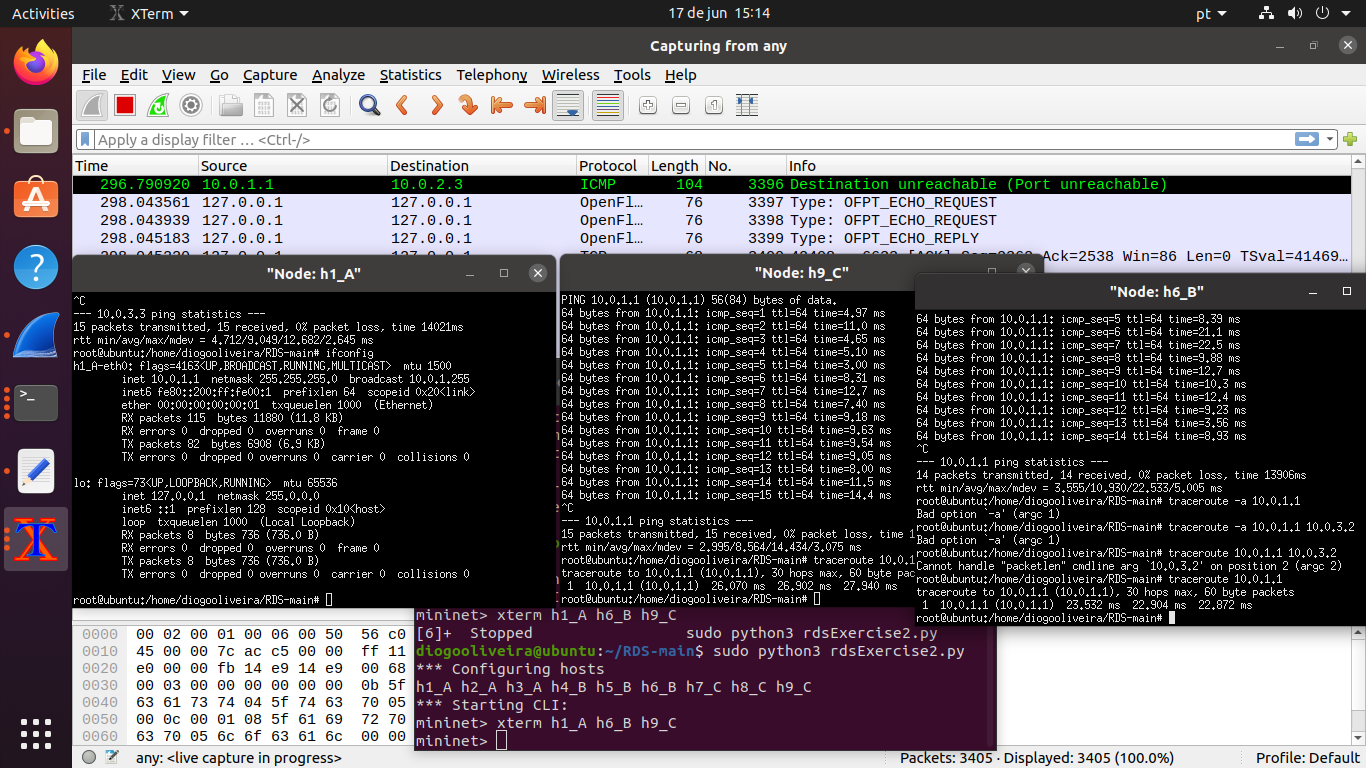 Activities XTerm 17 de jun 15:14 pt
Capturing from any
File Edit View Go Capture Analyze Statistics Telephony Wireless Tools Help
Apply a display filter … <Ctrl-/>
Time Source Destination Protocol Length No. Info
296.790920 10.0.1.1 10.0.2.3 ICMP 104 3396 Destination unreachable (Port unreachable)
298.043561 127.0.0.1 127.0.0.1 OpenFl… 76 3397 Type: OFPT_ECHO_REQUEST
298.043939 127.0.0.1 127.0.0.1 OpenFl… 76 3398 Type: OFPT_ECHO_REQUEST
298.045183 127.0.0.1 127.0.0.1 OpenFl… 76 3399 Type: OFPT_ECHO_REPLY
Ack=2538 Win=86 Len=0 TSval=41469…
"Node: h1_A"
^C
--- 10.0.3.3 ping statistics ---
15 packets transmitted, 15 received, 0% packet loss, time 14021ms
rtt min/avg/max/mdev = 4.712/9.049/12.682/2.645 ms
root@ubuntu:/home/diogooliveira/RDS-main# ifconfig
h1_A-eth0: flags=4163<UP,BROADCAST,RUNNING,MULTICAST> mtu 1500
inet 10.0.1.1 netmask 255.255.255.0 broadcast 10.0.1.255
inet6 fe80::200:ff:fe00:1 prefixlen 64 scopeid 0x20<link>
ether 00:00:00:00:00:01 txqueuelen 1000 (Ethernet)
RX packets 115 bytes 11880 (11.8 KB)
RX errors 0 dropped 0 overruns 0 frame 0
TX packets 82 bytes 6908 (6.9 KB)
TX errors 0 dropped 0 overruns 0 carrier 0 collisions 0
lo: flags=73<UP,LOOPBACK,RUNNING> mtu 65536
inet 127.0.0.1 netmask 255.0.0.0
inet6 ::1 prefixlen 128 scopeid 0x10<host>
loop txqueuelen 1000 (Local Loopback)
RX packets 8 bytes 736 (736.0 B)
RX errors 0 dropped 0 overruns 0 frame 0
TX packets 8 bytes 736 (736.0 B)
TX errors 0 dropped 0 overruns 0 carrier 0 collisions 0
root@ubuntu:/home/diogooliveira/RDS-main#
"Node: h9_C"
PING 10.0.1.1 (10.0.1.1) 56(84) bytes of data.
64 bytes from 10.0.1.1: icmp_seq=1 ttl=64 time=4.97 ms
64 bytes from 10.0.1.1: icmp_seq=2 ttl=64 time=11.0 ms
64 bytes from 10.0.1.1: icmp_seq=3 ttl=64 time=4.65 ms
64 bytes from 10.0.1.1: icmp_seq=4 ttl=64 time=5.10 ms
64 bytes from 10.0.1.1: icmp_seq=5 ttl=64 time=3.00 ms
64 bytes from 10.0.1.1: icmp_seq=6 ttl=64 time=8.31 ms
64 bytes from 10.0.1.1: icmp_seq=7 ttl=64 time=12.7 ms
64 bytes from 10.0.1.1: icmp_seq=8 ttl=64 time=7.40 ms
64 bytes from 10.0.1.1: icmp_seq=9 ttl=64 time=9.18 ms
64 bytes from 10.0.1.1: icmp_seq=10 ttl=64 time=9.63 ms
64 bytes from 10.0.1.1: icmp_seq=11 ttl=64 time=9.54 ms
64 bytes from 10.0.1.1: icmp_seq=12 ttl=64 time=9.05 ms
64 bytes from 10.0.1.1: icmp_seq=13 ttl=64 time=8.00 ms
64 bytes from 10.0.1.1: icmp_seq=14 ttl=64 time=11.5 ms
64 bytes from 10.0.1.1: icmp_seq=15 ttl=64 time=14.4 ms
^C
--- 10.0.1.1 ping statistics ---
15 packets transmitted, 15 received, 0% packet loss, time 1
rtt min/avg/max/mdev = 2.995/8.564/14.434/3.075 ms
root@ubuntu:/home/diogooliveira/RDS-main# traceroute 10.0.1
traceroute to 10.0.1.1 (10.0.1.1), 30 hops max, 60 byte pac
1 10.0.1.1 (10.0.1.1) 26.070 ms 26.902 ms 27.940 ms
root@ubuntu:/home/diogooliveira/RDS-main#
"Node: h6_B"
64 bytes from 10.0.1.1: icmp_seq=5 ttl=64 time=8.39 ms
64 bytes from 10.0.1.1: icmp_seq=6 ttl=64 time=21.1 ms
64 bytes from 10.0.1.1: icmp_seq=7 ttl=64 time=22.5 ms
64 bytes from 10.0.1.1: icmp_seq=8 ttl=64 time=9.88 ms
64 bytes from 10.0.1.1: icmp_seq=9 ttl=64 time=12.7 ms
64 bytes from 10.0.1.1: icmp_seq=10 ttl=64 time=10.3 ms
64 bytes from 10.0.1.1: icmp_seq=11 ttl=64 time=12.4 ms
64 bytes from 10.0.1.1: icmp_seq=12 ttl=64 time=9.23 ms
64 bytes from 10.0.1.1: icmp_seq=13 ttl=64 time=3.56 ms
64 bytes from 10.0.1.1: icmp_seq=14 ttl=64 time=8.93 ms
^C
--- 10.0.1.1 ping statistics ---
14 packets transmitted, 14 received, 0% packet loss, time 13906ms
rtt min/avg/max/mdev = 3.555/10.930/22.533/5.005 ms
root@ubuntu:/home/diogooliveira/RDS-main# traceroute -a 10.0.1.1
Bad option `-a' (argc 1)
root@ubuntu:/home/diogooliveira/RDS-main# traceroute -a 10.0.1.1 10.0.3.2
Bad option `-a' (argc 1)
root@ubuntu:/home/diogooliveira/RDS-main# traceroute 10.0.1.1 10.0.3.2
Cannot handle "packetlen" cmdline arg `10.0.3.2' on position 2 (argc 2)
root@ubuntu:/home/diogooliveira/RDS-main# traceroute 10.0.1.1
traceroute to 10.0.1.1 (10.0.1.1), 30 hops max, 60 byte packets
1 10.0.1.1 (10.0.1.1) 23.532 ms 22.904 ms 22.872 ms
root@ubuntu:/home/diogooliveira/RDS-main#
mininet> xterm h1_A h6_B h9_C
[6]+ Stopped sudo python3 rdsExercise2.py
diogooliveira@ubuntu:~/RDS-main$ sudo python3 rdsExercise2.py
*** Configuring hosts
h1_A h2_A h3_A h4_B h5_B h6_B h7_C h8_C h9_C
*** Starting CLI:
mininet> xterm h1_A h6_B h9_C
mininet>
0000 00 02 00 01 00 06 00 50 56 c0
0010 45 00 00 7c ac c5 00 00 ff 11
0020 e0 00 00 fb 14 e9 14 e9 00 68
0030 00 03 00 00 00 00 00 00 0b 5f
0040 63 61 73 74 04 5f 74 63 70 05
0050 00 0c 00 01 08 5f 61 69 72 70
0060 63 70 05 6c 6f 63 61 6c 00 00
any: <live capture in progress> Packets: 3405 · Displayed: 3405 (100.0%) Profile: Default